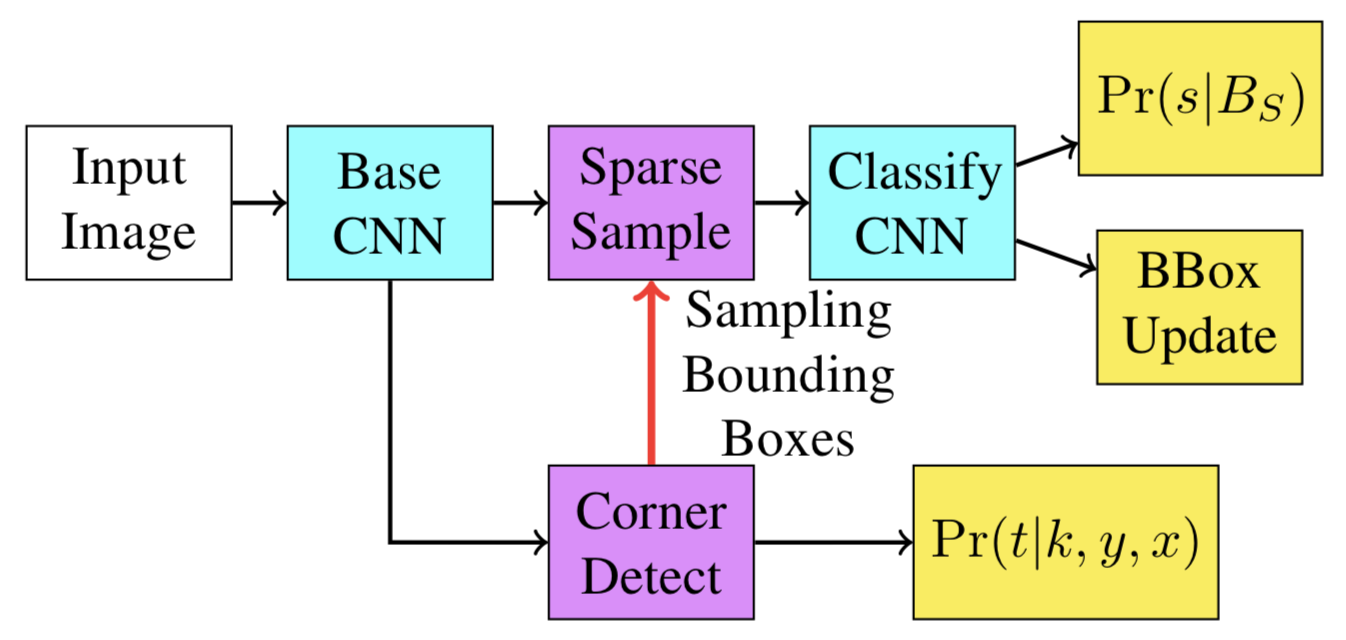 Input
Image
Base
CNN
Sparse
Sample
Classify
CNN
Pr(s|B_S)
BBox
Update
Sampling
Bounding
Boxes
Corner
Detect
Pr(t|k, y, x)